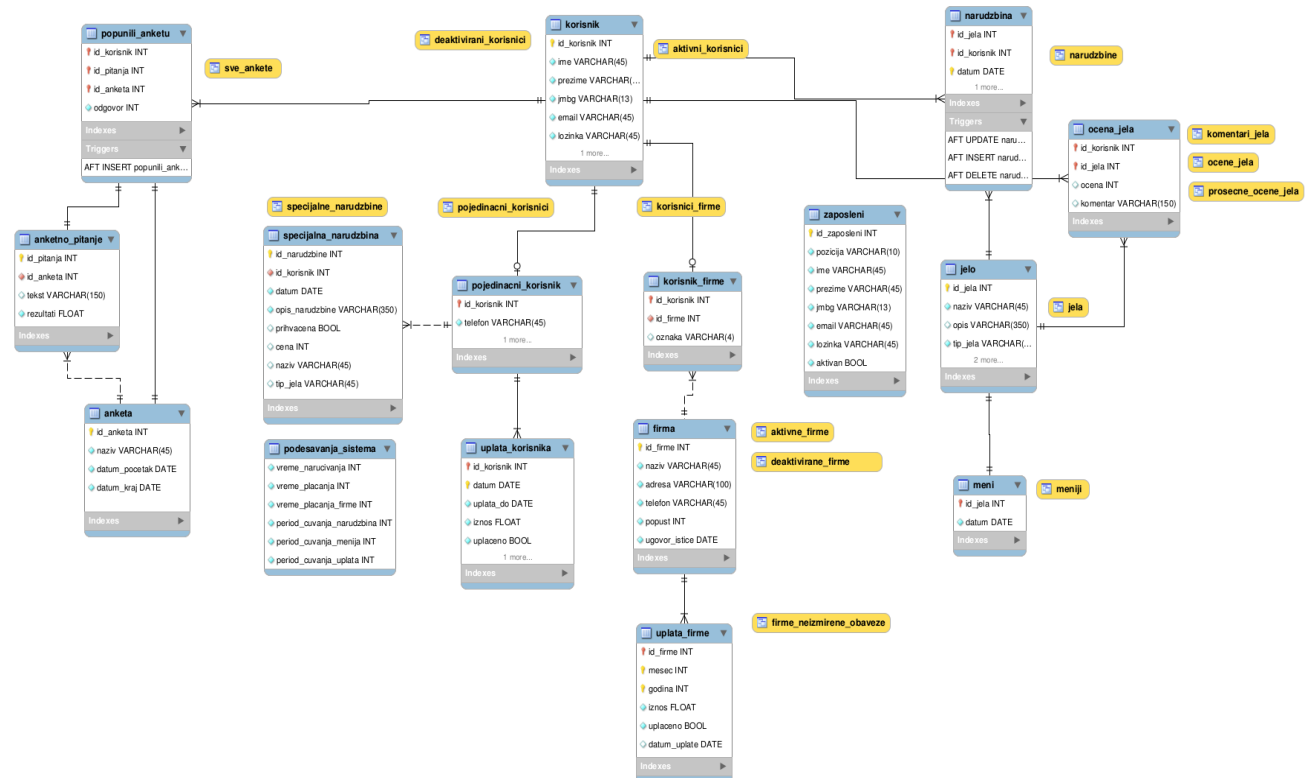 popunili_anketu
id_korisnik INT
id_pitanja INT
id_anketa INT
odgovor INT
Indexes
Triggers
AFT INSERT popunili_ank...
sve_ankete
deaktivirani_korisnici
korisnik
id_korisnik INT
ime VARCHAR(45)
prezime VARCHAR(...
jmbg VARCHAR(13)
email VARCHAR(45)
lozinka VARCHAR(45)
1 more...
Indexes
aktivni_korisnici
narudzbina
id_jela INT
id_korisnik INT
datum DATE
1 more...
Indexes
Triggers
AFT UPDATE naru...
AFT INSERT narud...
AFT DELETE narud...
narudzbine
ocena_jela
id_korisnik INT
id_jela INT
ocena INT
komentar VARCHAR(150)
Indexes
komentari_jela
ocene_jela
prosecne_ocene_jela
anketno_pitanje
id_pitanja INT
id_anketa INT
tekst VARCHAR(150)
rezultati FLOAT
Indexes
specijalne_narudzbine
specijalna_narudzbina
id_narudzbine INT
id_korisnik INT
datum DATE
opis_narudzbine VARCHAR(350)
prihvacena BOOL
cena INT
naziv VARCHAR(45)
tip_jela VARCHAR(45)
Indexes
pojedinacni_korisnici
pojedinacni_korisnik
id_korisnik INT
telefon VARCHAR(45)
1 more...
Indexes
korisnici_firme
korisnik_firme
id_korisnik INT
id_firme INT
oznaka VARCHAR(4)
Indexes
zaposleni
id_zaposleni INT
pozicija VARCHAR(10)
ime VARCHAR(45)
prezime VARCHAR(45)
jmbg VARCHAR(13)
email VARCHAR(45)
lozinka VARCHAR(45)
aktivan BOOL
Indexes
jelo
id_jela INT
naziv VARCHAR(45)
opis VARCHAR(350)
tip_jela VARCHAR(...
2 more...
Indexes
jela
anketa
id_anketa INT
naziv VARCHAR(45)
datum_pocetak DATE
datum_kraj DATE
Indexes
podesavanja_sistema
vreme_narucivanja INT
vreme_placanja INT
vreme_placanja_firme INT
period_cuvanja_narudzbina INT
period_cuvanja_menija INT
period_cuvanja_uplata INT
uplata_korisnika
id_korisnik INT
datum DATE
uplata_do DATE
iznos FLOAT
uplaceno BOOL
1 more...
Indexes
firma
id_firme INT
naziv VARCHAR(45)
adresa VARCHAR(100)
telefon VARCHAR(45)
popust INT
ugovor_istice DATE
Indexes
aktivne_firme
deaktivirane_firme
meni
id_jela INT
datum DATE
Indexes
meniji
uplata_firme
id_firme INT
mesec INT
godina INT
iznos FLOAT
uplaceno BOOL
datum_uplate DATE
Indexes
firme_neizmirene_obaveze